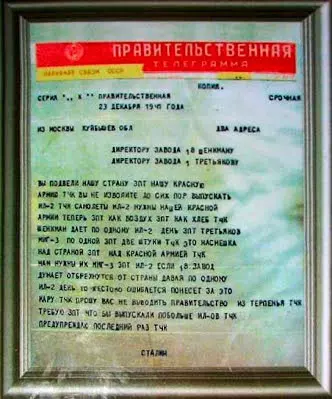 ПРАВИТЕЛЬСТВЕННАЯ
ТЕЛЕГРАММА
СССР
КОПИЯ.
СЕРИЯ "„ К " ПРАВИТЕЛЬСТВЕННАЯ СРОЧНАЯ
23 ДЕКАБРЯ 1941 ГОДА
ИЗ МОСКВЫ КУЙБЫШЕВ ОБЛ ДВА АДРЕСА
ДИРЕКТОРУ ЗАВОДА 18 ШЕНКМАНУ
ДИРЕКТОРУ ЗАВОДА 1 ТРЕТЬЯКОВУ
ВЫ ПОДВЕЛИ НАШУ СТРАНУ ЗПТ НАШУ КРАСНУЮ
АРМИЮ ТЧК ВЫ НЕ ИЗВОЛИТЕ ДО СИХ ПОР ВЫПУСКАТЬ
ИЛ-2 ТЧК САМОЛЕТЫ ИЛ-2 НУЖНЫ НАШЕЙ КРАСНОЙ
АРМИИ ТЕПЕРЬ ЗПТ КАК ВОЗДУХ ЗПТ КАК ХЛЕБ ТЧК
ШЕНКМАН ДАЕТ ПО ОДНОМУ ИЛ-2 ДЕНЬ ЗПТ ТРЕТЬЯКОВ
МИГ-3 ПО ОДНОЙ ЗПТ ДВЕ ШТУКИ ТЧК ЭТО НАСМЕШКА
НАД СТРАНОЙ ЗПТ НАД КРАСНОЙ АРМИЕЙ ТЧК
НАМ НУЖНЫ НЕ МИГ-3 ЗПТ ИЛ-2 ЕСЛИ 18 ЗАВОД
ДУМАЕТ ОТБРЕХНУТСЯ ОТ СТРАНЫ ДАВАЯ ПО ОДНОМУ
ИЛ-2 ДЕНЬ ТО ЖЕСТОКО ОШИБАЕТСЯ ПОНЕСЕТ ЗА ЭТО
КАРУ ТЧК ПРОШУ ВАС НЕ ВЫВОДИТЬ ПРАВИТЕЛЬСТВО ИЗ ТЕРПЕНЬЯ ТЧК
ТРЕБУЮ ЗПТ ЧТО БЫ ВЫПУСКАЛИ ПОБОЛЬШЕ ИЛ-ОВ ТЧК
ПРЕДУПРЕЖДАЮ ПОСЛЕДНИЙ РАЗ ТЧК
СТАЛИН